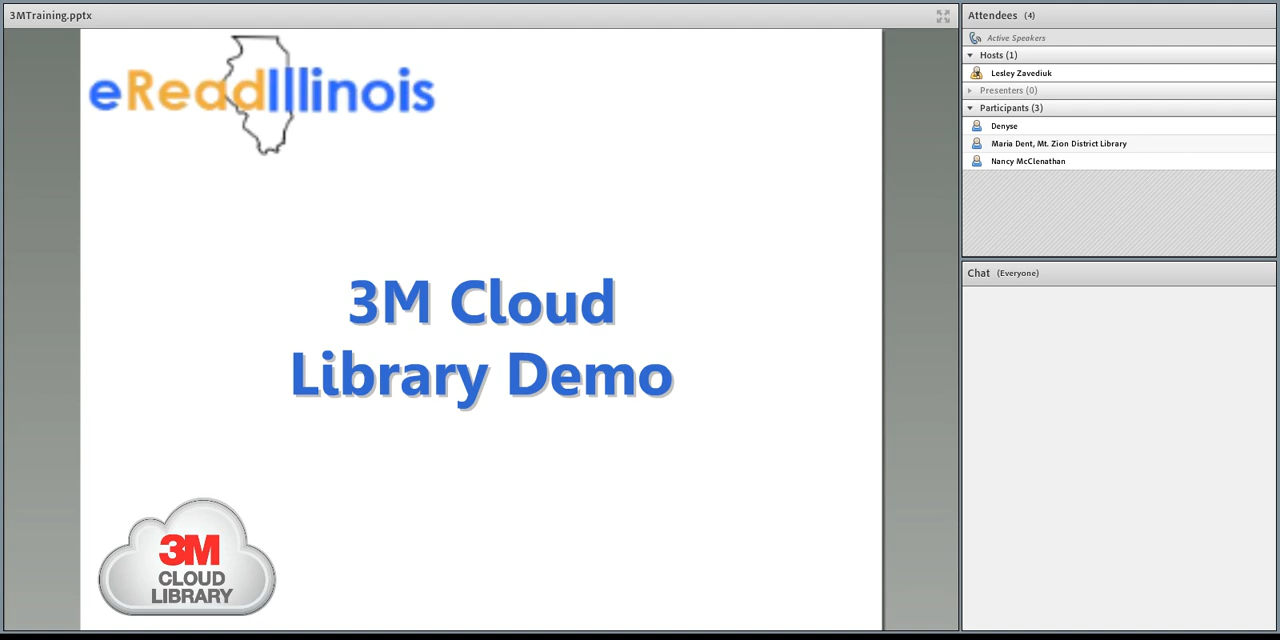 3MTraining.pptx
eReadIllinois
3M Cloud
Library Demo
3M
CLOUD
LIBRARY
Attendees (4)
Active Speakers
Hosts (1)
Lesley Zavediuk
Presenters (0)
Participants (3)
Denyse
Maria Dent, Mt. Zion District Library
Nancy McClenathan
Chat (Everyone)